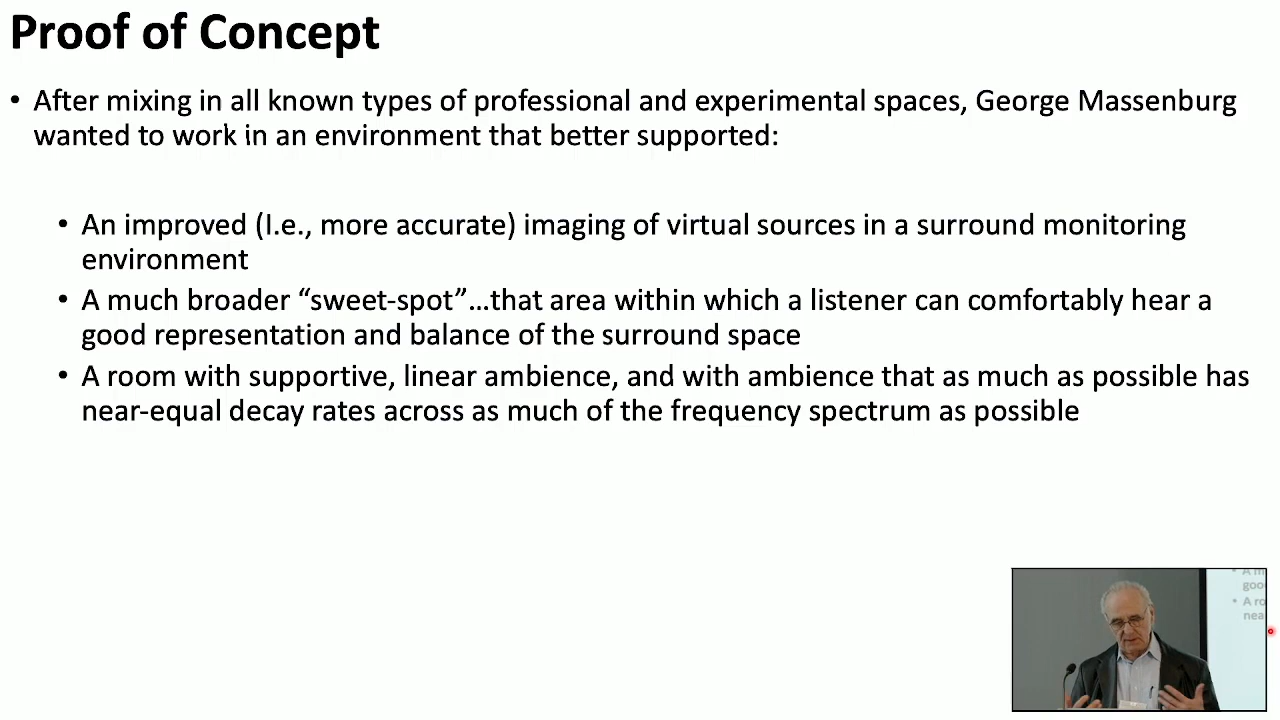 Proof of Concept
• After mixing in all known types of professional and experimental spaces, George Massenburg
wanted to work in an environment that better supported:
• An improved (I.e., more accurate) imaging of virtual sources in a surround monitoring
environment
• A much broader “sweet-spot”…that area within which a listener can comfortably hear a
good representation and balance of the surround space
• A room with supportive, linear ambience, and with ambience that as much as possible has
near-equal decay rates across as much of the frequency spectrum as possible
• A m
goo
• A ro
nea